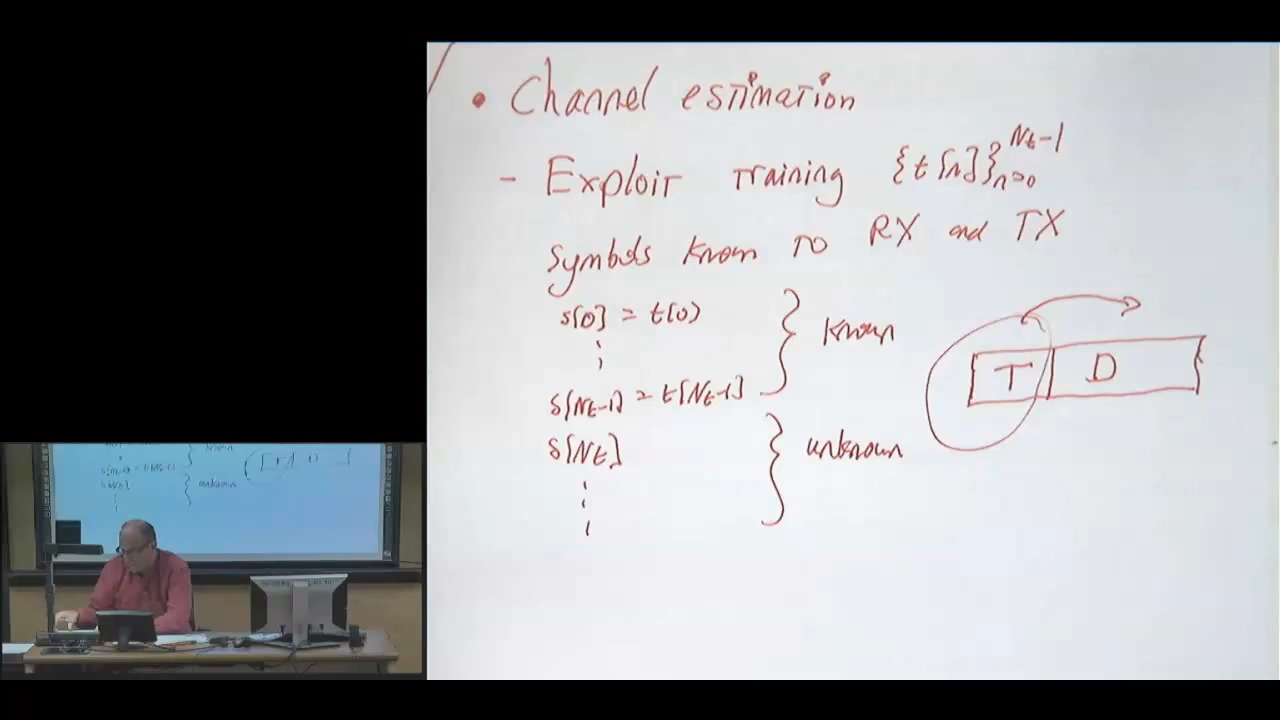 • Channel estimation
- Exploit training {t[n]}_{n=0}^{Nt-1}
symbols known to RX and TX
s[0] = t[0]
⋮
s[Nt-1] = t[Nt-1]
} known
s[Nt]
⋮
} unknown
T D